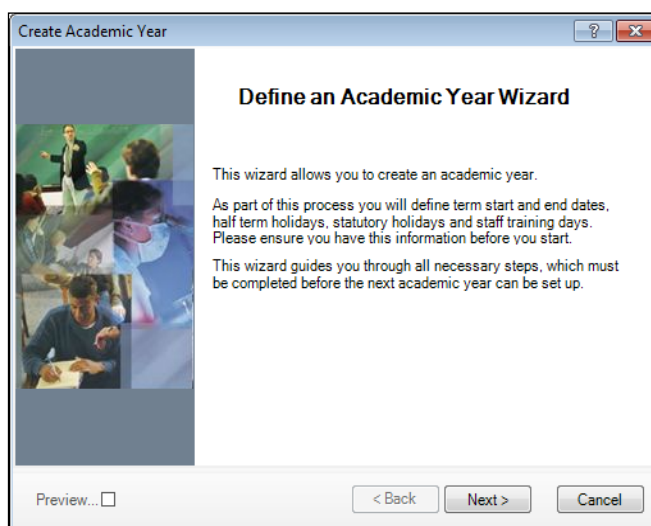 Create Academic Year
?
Define an Academic Year Wizard
This wizard allows you to create an academic year.
As part of this process you will define term start and end dates,
half term holidays, statutory holidays and staff training days.
Please ensure you have this information before you start.
This wizard guides you through all necessary steps, which must
be completed before the next academic year can be set up.
Preview...
< Back
Next >
Cancel